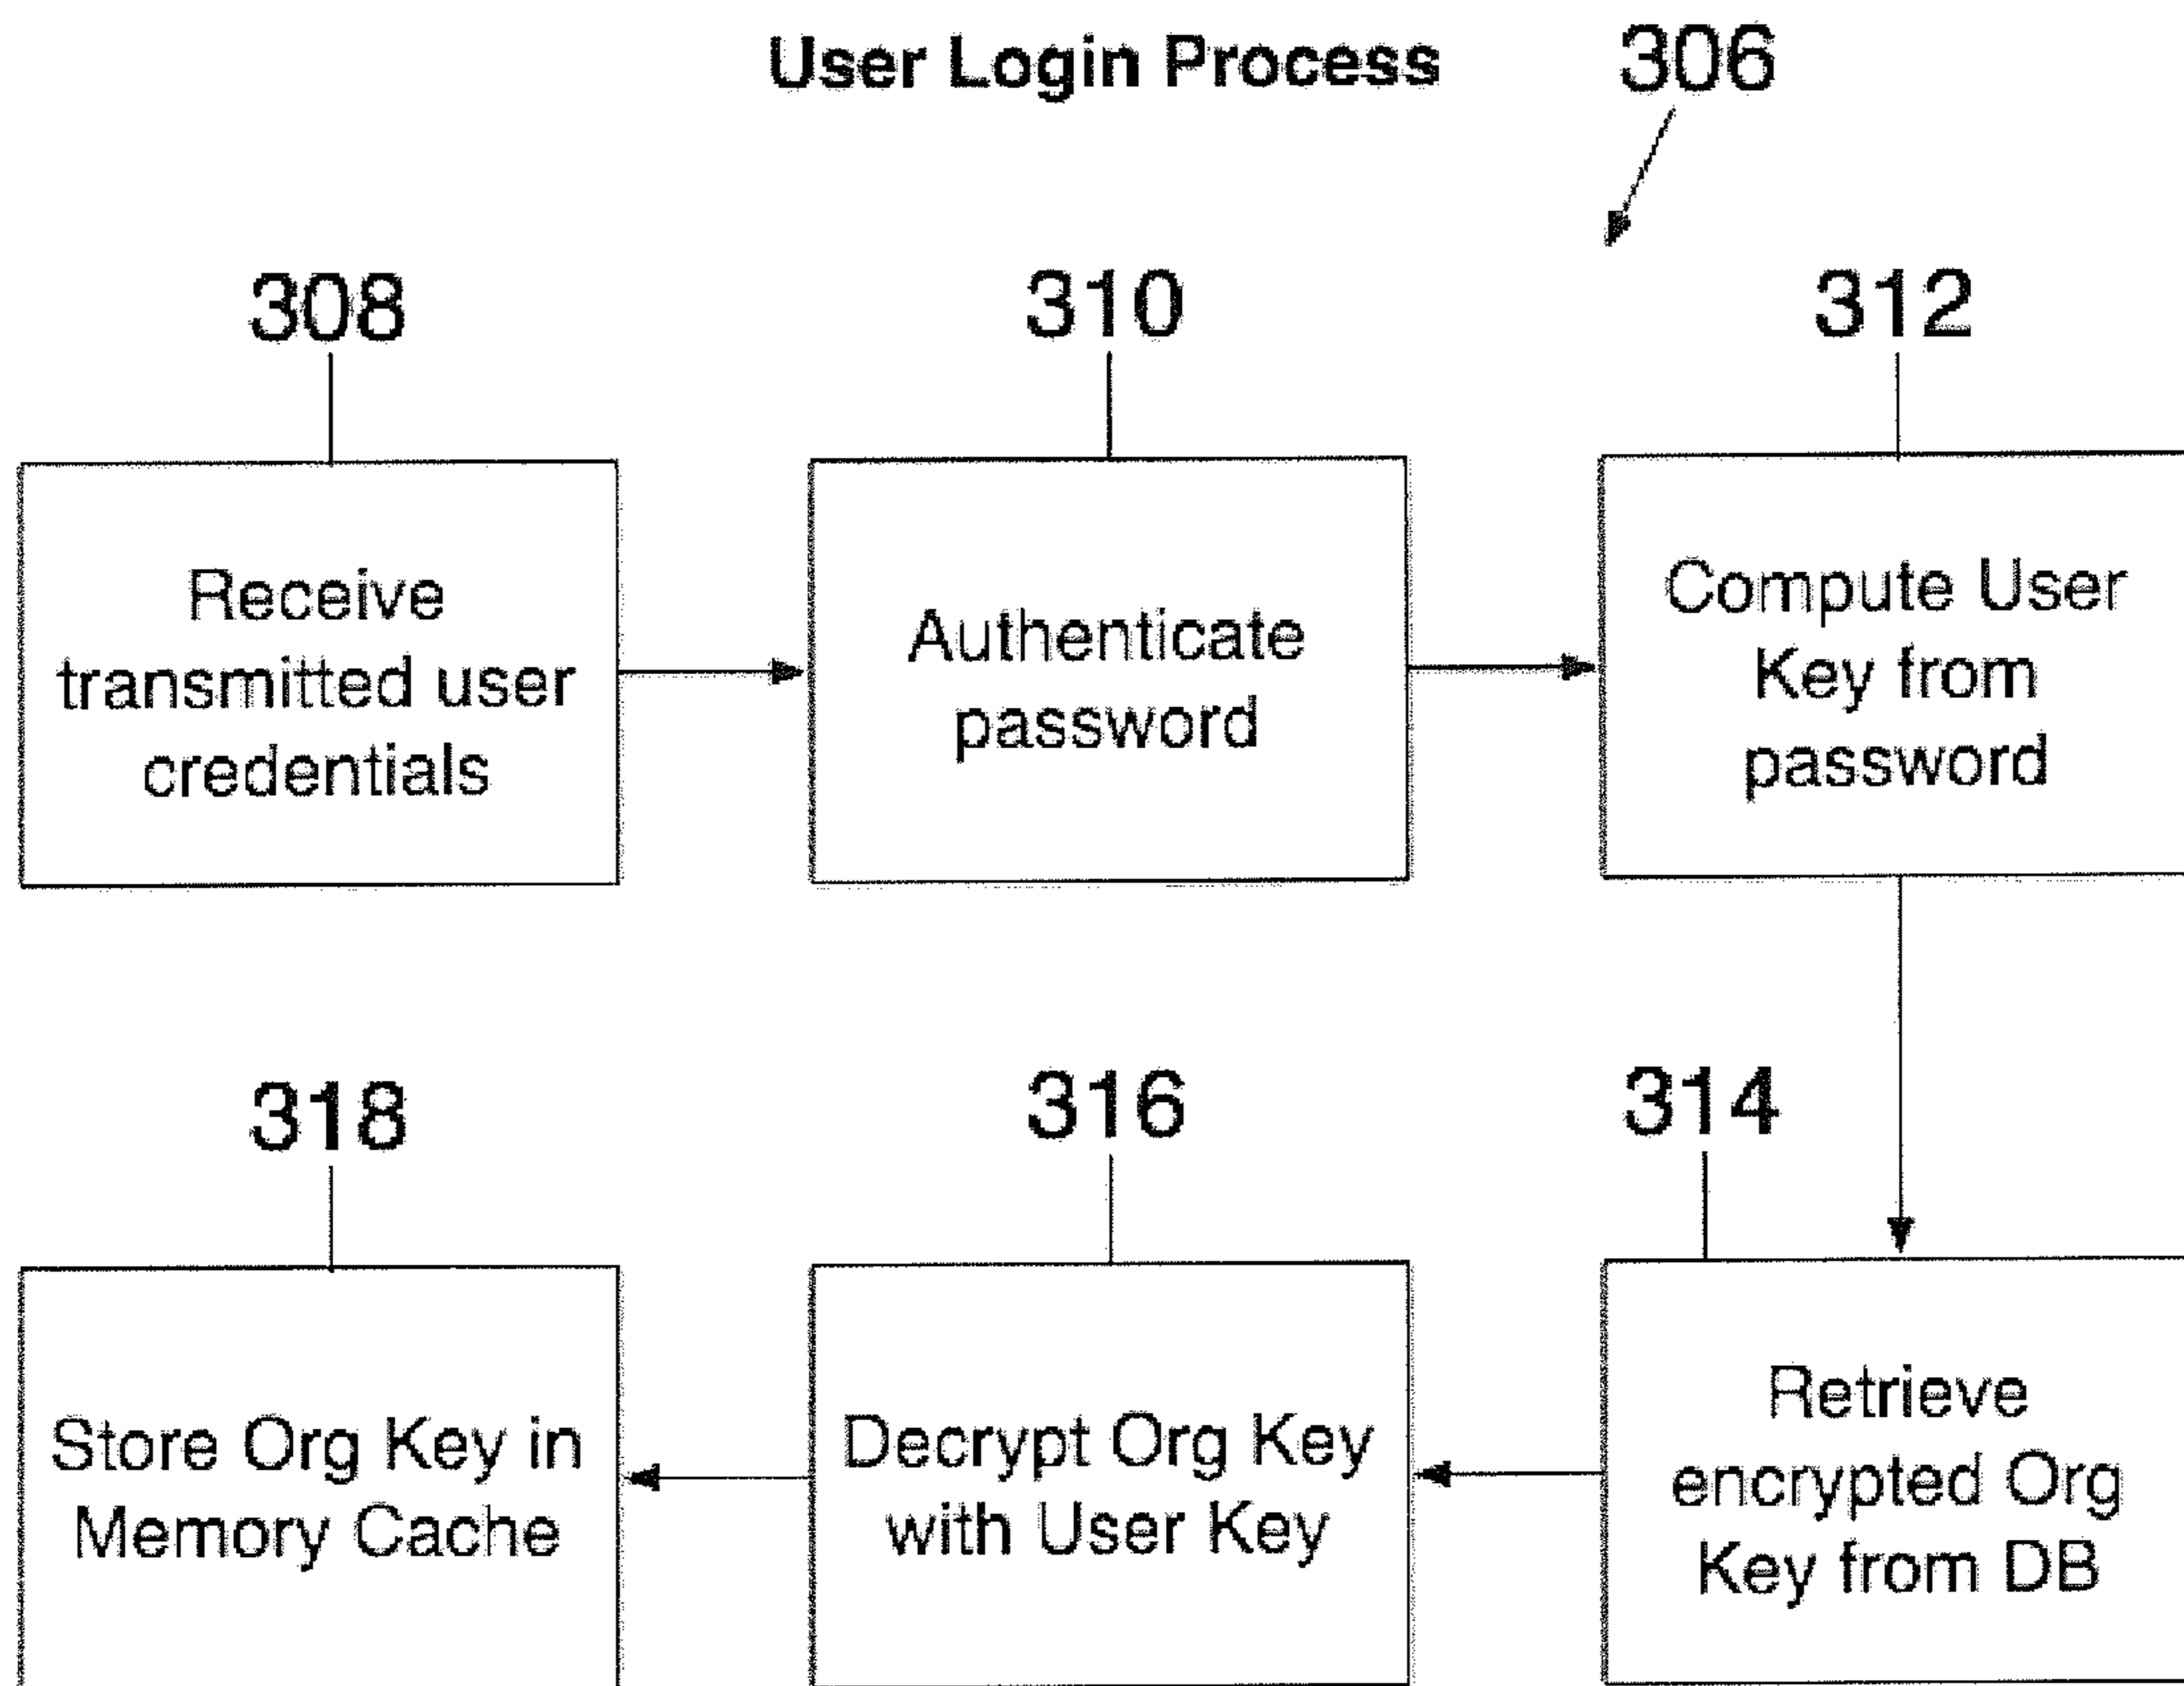 User Login Process
306
308
310
312
Receive
transmitted user
credentials
Authenticate
password
Compute User
Key from
password
318
316
314
Store Org Key in
Memory Cache
Decrypt Org Key
with User Key
Retrieve
encrypted Org
Key from DB